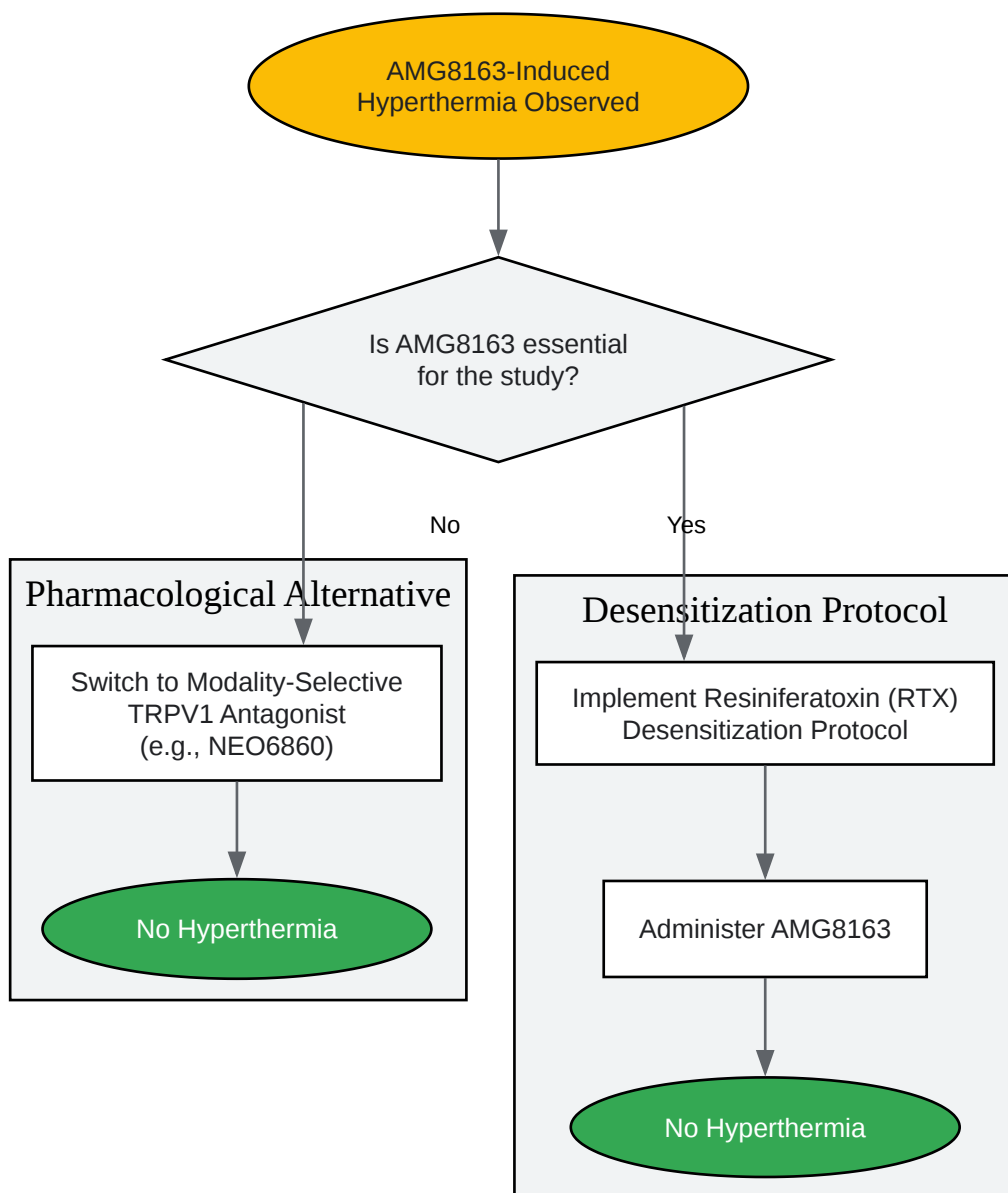 AMG8163-Induced
Hyperthermia Observed
Is AMG8163 essential
for the study?
No
Yes
Pharmacological Alternative
Switch to Modality-Selective
TRPV1 Antagonist
(e.g., NEO6860)
No Hyperthermia
Desensitization Protocol
Implement Resiniferatoxin (RTX)
Desensitization Protocol
Administer AMG8163
No Hyperthermia